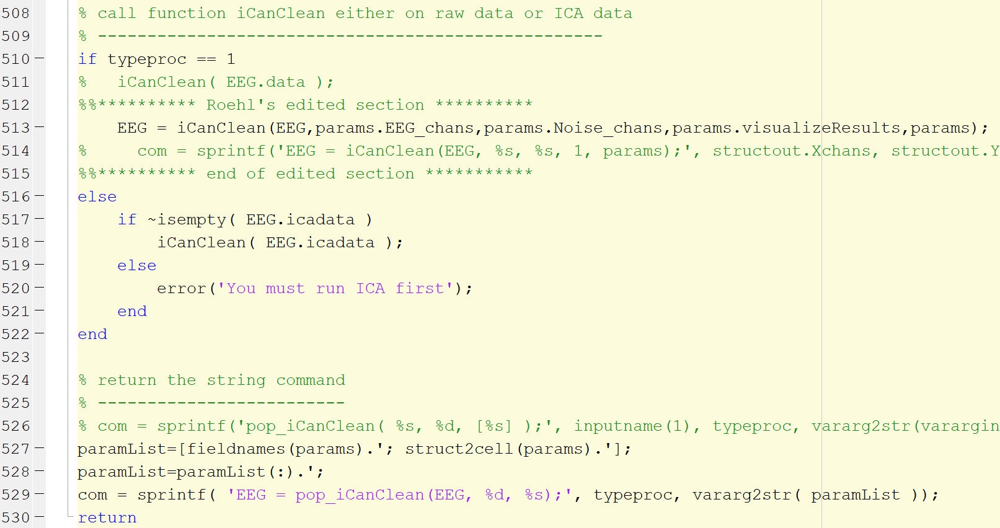 508 % call function iCanClean either on raw data or ICA data
509 % ---------------------------------------------------
510 if typeproc == 1
511 %   iCanClean( EEG.data );
512 %%********** Roehl's edited section **********
513     EEG = iCanClean(EEG,params.EEG_chans,params.Noise_chans,params.visualizeResults,params);
514 %     com = sprintf('EEG = iCanClean(EEG, %s, %s, 1, params);', structout.Xchans, structout.Y
515 %%********** end of edited section ***********
516 else
517     if ~isempty( EEG.icadata )
518         iCanClean( EEG.icadata );
519     else
520         error('You must run ICA first');
521     end
522 end
523
524 % return the string command
525 % -------------------------
526 % com = sprintf('pop_iCanClean( %s, %d, [%s] );', inputname(1), typeproc, vararg2str(varargin
527 paramList=[fieldnames(params).'; struct2cell(params).'];
528 paramList=paramList(:).';
529 com = sprintf( 'EEG = pop_iCanClean(EEG, %d, %s);', typeproc, vararg2str( paramList ));
530 return